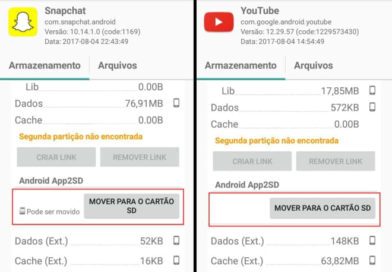 Snapchat
com.snapchat.android
Versão: 10.14.1.0 (code:1169)
Data: 2017-08-04 22:43:49
Armazenamento Arquivos
Lib 0.00B
Dados 76,91MB
Cache 0.00B
Segunda partição não encontrada
CRIAR LINK REMOVER LINK
Android App2SD
Pode ser movido
MOVER PARA O CARTÃO
SD
Dados (Ext.) 52KB
Cache (Ext.) 16KB
YouTube
com.google.android.youtube
Versão: 12.29.57 (code:1229573430)
Data: 2017-08-04 14:54:49
Armazenamento Arquivos
Lib 17,85MB
Dados 572KB
Cache 0.00B
Segunda partição não encontrada
CRIAR LINK REMOVER LINK
Android App2SD
MOVER PARA O CARTÃO SD
Dados (Ext.) 148KB
Cache (Ext.) 63,82MB